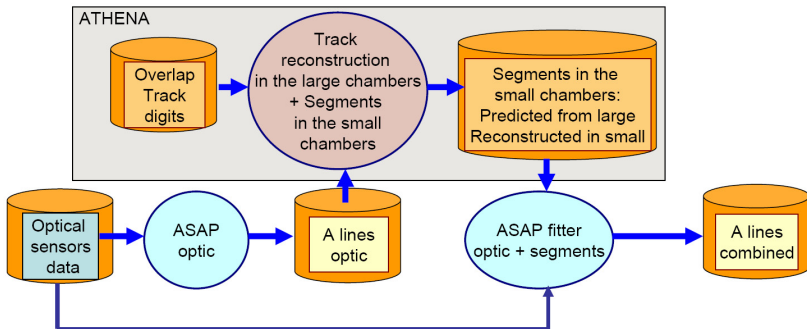 ATHENA
Overlap
Track
digits
Track
reconstruction
in the large chambers
+ Segments
in the small
chambers
Segments in the
small chambers:
Predicted from large
Reconstructed in small
Optical
sensors
data
ASAP
optic
A lines
optic
ASAP fitter
optic + segments
A lines
combined